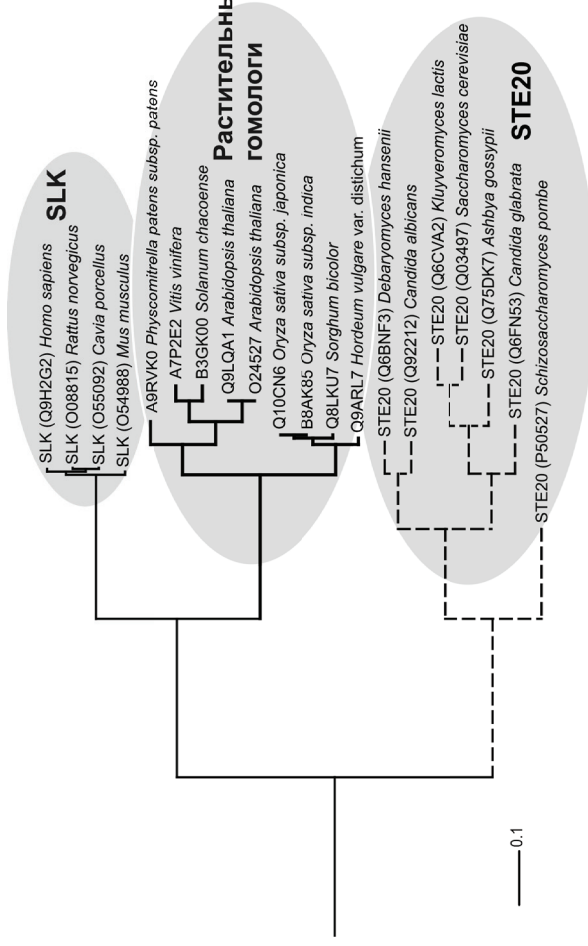 SLK (Q9H2G2) Homo sapiens
SLK (O08815) Rattus norvegicus
SLK (O55092) Cavia porcellus
SLK (O54988) Mus musculus
SLK
A9RVK0 Physcomitrella patens subsp. patens
A7P2E2 Vitis vinifera
B3GK00 Solanum chacoense
Q9LQA1 Arabidopsis thaliana
O24527 Arabidopsis thaliana
Q10CN6 Oryza sativa subsp. japonica
B8AK85 Oryza sativa subsp. indica
Q8LKU7 Sorghum bicolor
Q9ARL7 Hordeum vulgare var. distichum
Растительны
гомологи
STE20 (Q6BNF3) Debaryomyces hansenii
STE20 (Q92212) Candida albicans
STE20 (Q6CVA2) Kluyveromyces lactis
STE20 (Q03497) Saccharomyces cerevisiae
STE20 (Q75DK7) Ashbya gossypii
STE20 (Q6FN53) Candida glabrata
STE20 (P50527) Schizosaccharomyces pombe
STE20
0.1